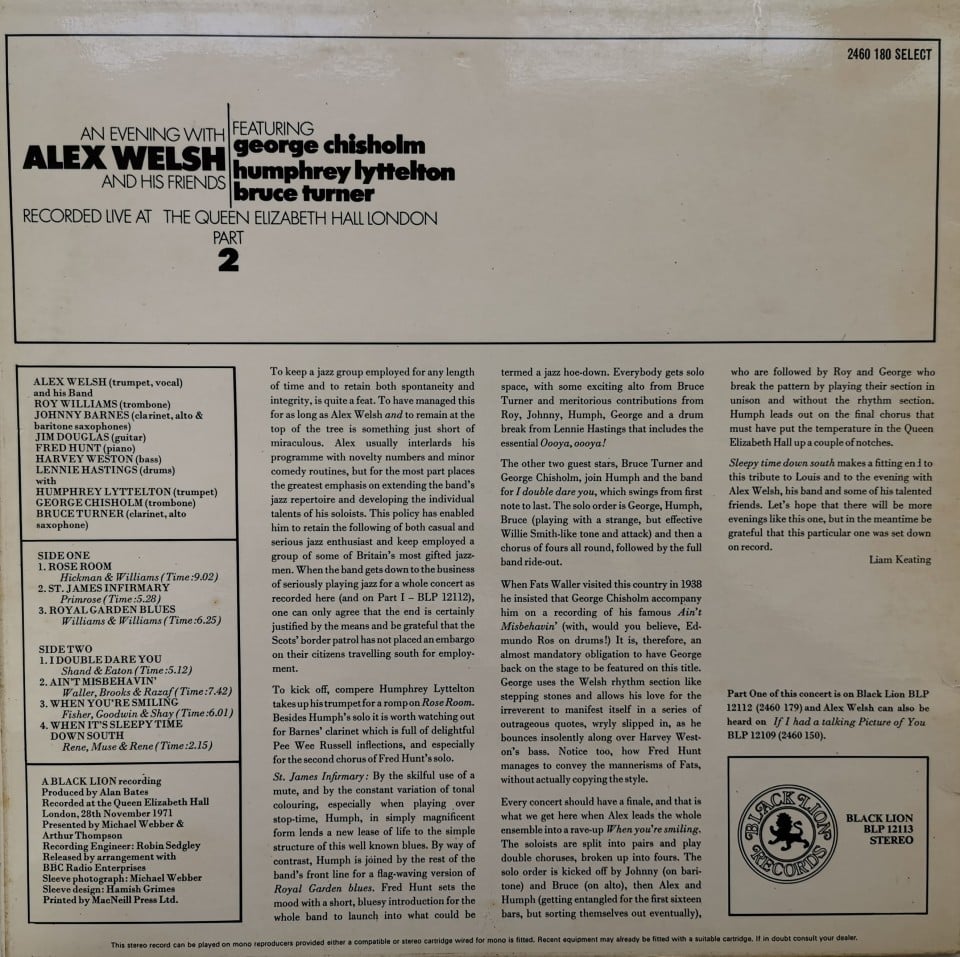 2460 180 SELECT
AN EVENING WITH
ALEX WELSH
AND HIS FRIENDS
FEATURING
george chisholm
humphrey lyttelton
bruce turner
RECORDED LIVE AT THE QUEEN ELIZABETH HALL LONDON
PART
2
ALEX WELSH (trumpet, vocal)
and his Band
ROY WILLIAMS (trombone)
JOHNNY BARNES (clarinet, alto &
baritone saxophones)
JIM DOUGLAS (guitar)
FRED HUNT (piano)
HARVEY WESTON (bass)
LENNIE HASTINGS (drums)
with
HUMPHREY LYTTELTON (trumpet)
GEORGE CHISHOLM (trombone)
BRUCE TURNER (clarinet, alto
saxophone)
SIDE ONE
1. ROSE ROOM
Hickman & Williams (Time:9.02)
2. ST. JAMES INFIRMARY
Primrose (Time:5.28)
3. ROYAL GARDEN BLUES
Williams & Williams (Time:6.25)
SIDE TWO
1. I DOUBLE DARE YOU
Shand & Eaton (Time:5.12)
2. AIN'T MISBEHAVIN'
Waller, Brooks & Razaf (Time:7.42)
3. WHEN YOU'RE SMILING
Fisher, Goodwin & Shay (Time:6.01)
4. WHEN IT'S SLEEPY TIME
DOWN SOUTH
Rene, Muse & Rene (Time:2.15)
A BLACK LION recording
Produced by Alan Bates
Recorded at the Queen Elizabeth Hall
London, 28th November 1971
Presented by Michael Webber &
Arthur Thompson
Recording Engineer: Robin Sedgley
Released by arrangement with
BBC Radio Enterprises
Sleeve photograph: Michael Webber
Sleeve design: Hamish Grimes
Printed by MacNeill Press Ltd.
To keep a jazz group employed for any length
of time and to retain both spontaneity and
integrity, is quite a feat. To have managed this
for as long as Alex Welsh and to remain at the
top of the tree is something just short of
miraculous. Alex usually interlards his
programme with novelty numbers and minor
comedy routines, but for the most part places
the greatest emphasis on extending the band's
jazz repertoire and developing the individual
talents of his soloists. This policy has enabled
him to retain the following of both casual and
serious jazz enthusiast and keep employed a
group of some of Britain's most gifted jazz-
men. When the band gets down to the business
of seriously playing jazz for a whole concert as
recorded here (and on Part I – BLP 12112),
one can only agree that the end is certainly
justified by the means and be grateful that the
Scots' border patrol has not placed an embargo
on their citizens travelling south for employ-
ment.
To kick off, compere Humphrey Lyttelton
takes up his trumpet for a romp on Rose Room.
Besides Humph's solo it is worth watching out
for Barnes' clarinet which is full of delightful
Pee Wee Russell inflections, and especially
for the second chorus of Fred Hunt's solo.
St. James Infirmary: By the skilful use of a
mute, and by the constant variation of tonal
colouring, especially when playing over
stop-time, Humph, in simply magnificent
form lends a new lease of life to the simple
structure of this well known blues. By way of
contrast, Humph is joined by the rest of the
band's front line for a flag-waving version of
Royal Garden blues. Fred Hunt sets the
mood with a short, bluesy introduction for the
whole band to launch into what could be
termed a jazz hoe-down. Everybody gets solo
space, with some exciting alto from Bruce
Turner and meritorious contributions from
Roy, Johnny, Humph, George and a drum
break from Lennie Hastings that includes the
essential Oooya, oooya!
The other two guest stars, Bruce Turner and
George Chisholm, join Humph and the band
for I double dare you, which swings from first
note to last. The solo order is George, Humph,
Bruce (playing with a strange, but effective
Willie Smith-like tone and attack) and then a
chorus of fours all round, followed by the full
band ride-out.
When Fats Waller visited this country in 1938
he insisted that George Chisholm accompany
him on a recording of his famous Ain't
Misbehavin' (with, would you believe, Ed-
mundo Ros on drums!) It is, therefore, an
almost mandatory obligation to have George
back on the stage to be featured on this title.
George uses the Welsh rhythm section like
stepping stones and allows his love for the
irreverent to manifest itself in a series of
outrageous quotes, wryly slipped in, as he
bounces insolently along over Harvey West-
on's bass. Notice too, how Fred Hunt
manages to convey the mannerisms of Fats,
without actually copying the style.
Every concert should have a finale, and that is
what we get here when Alex leads the whole
ensemble into a rave-up When you're smiling.
The soloists are split into pairs and play
double choruses, broken up into fours. The
solo order is kicked off by Johnny (on bari-
tone) and Bruce (on alto), then Alex and
Humph (getting entangled for the first sixteen
bars, but sorting themselves out eventually),
who are followed by Roy and George who
break the pattern by playing their section in
unison and without the rhythm section.
Humph leads out on the final chorus that
must have put the temperature in the Queen
Elizabeth Hall up a couple of notches.
Sleepy time down south makes a fitting end to
this tribute to Louis and to the evening with
Alex Welsh, his band and some of his talented
friends. Let's hope that there will be more
evenings like this one, but in the meantime be
grateful that this particular one was set down
on record.
Liam Keating
Part One of this concert is on Black Lion BLP
12112 (2460 179) and Alex Welsh can also be
heard on If I had a talking Picture of You
BLP 12109 (2460 150).
BLACK LION
RECORDS
BLACK LION
BLP 12113
STEREO
This stereo record can be played on mono reproducers provided either a compatible or stereo cartridge wired for mono is fitted. Recent equipment may already be fitted with a suitable cartridge. If in doubt consult your dealer.